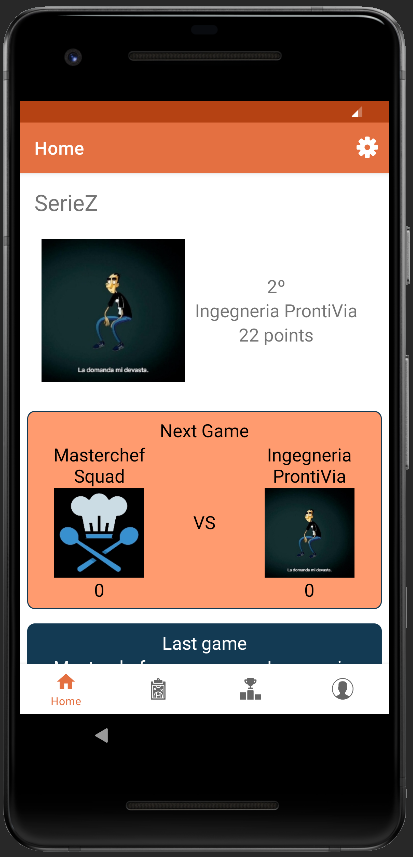 Home
SerieZ
La domanda mi devasta.
2º
Ingegneria ProntiVia
22 points
Next Game
Masterchef
Squad
Ingegneria
ProntiVia
VS
La domanda mi devasta.
0
0
Last game
Home